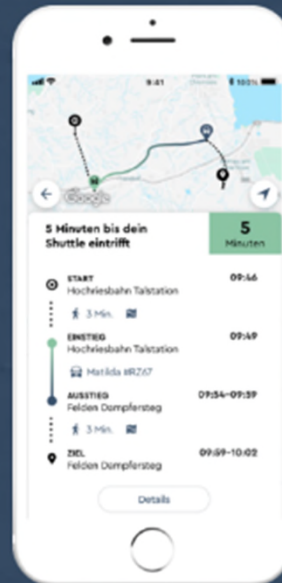 9:41
100%
Google
5 Minuten bis dein
Shuttle eintrifft
5
Minuten
START
09:46
Hochriesbahn Talstation
3 Min.
EINSTIEG
09:49
Hochriesbahn Talstation
Matilda #RZ67
AUSSTIEG
09:54-09:59
Felden Dampfersteg
3 Min.
ZIEL
09:59-10:02
Felden Dampfersteg
Details